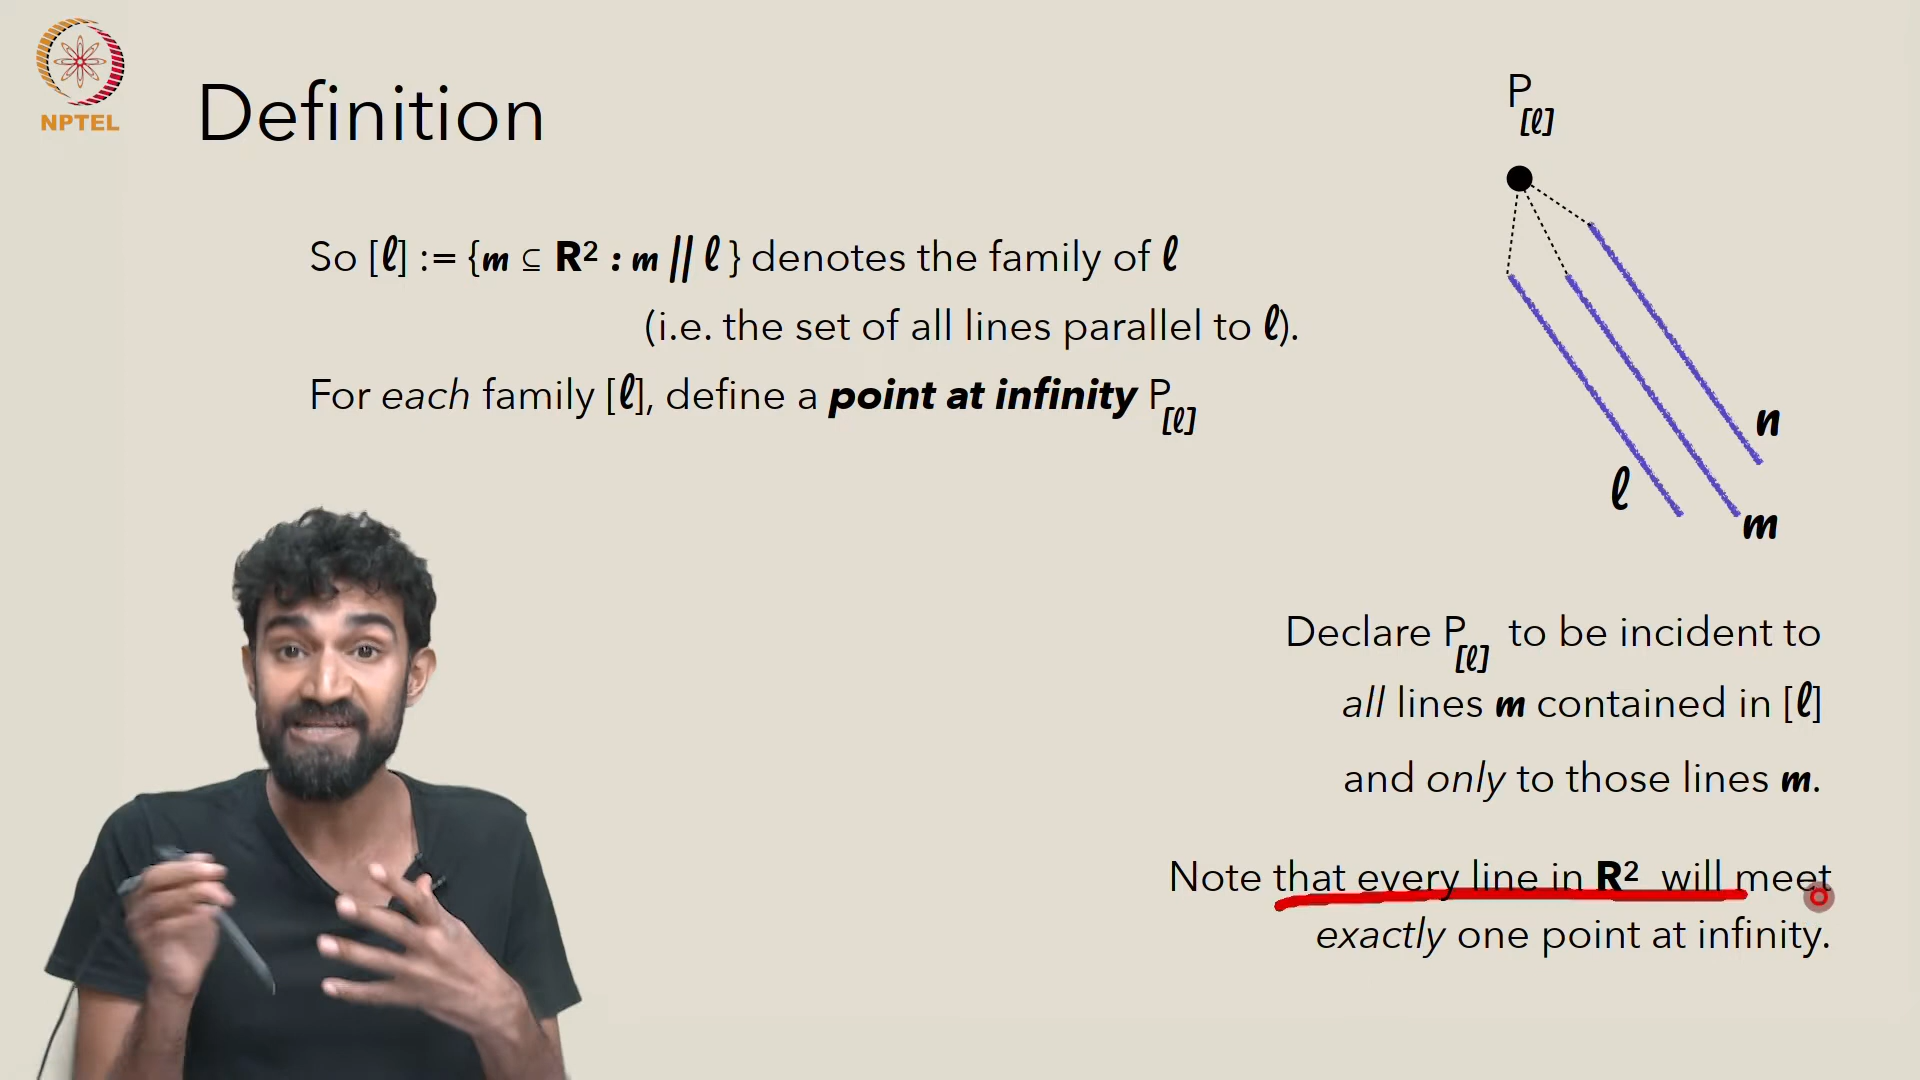 NPTEL
Definition
So [ℓ] := {m ⊆ R² : m // ℓ } denotes the family of ℓ
(i.e. the set of all lines parallel to ℓ).
For each family [ℓ], define a point at infinity P[ℓ]
P[ℓ]
n
ℓ
m
Declare P[ℓ] to be incident to
all lines m contained in [ℓ]
and only to those lines m.
Note that every line in R² will meet
exactly one point at infinity.